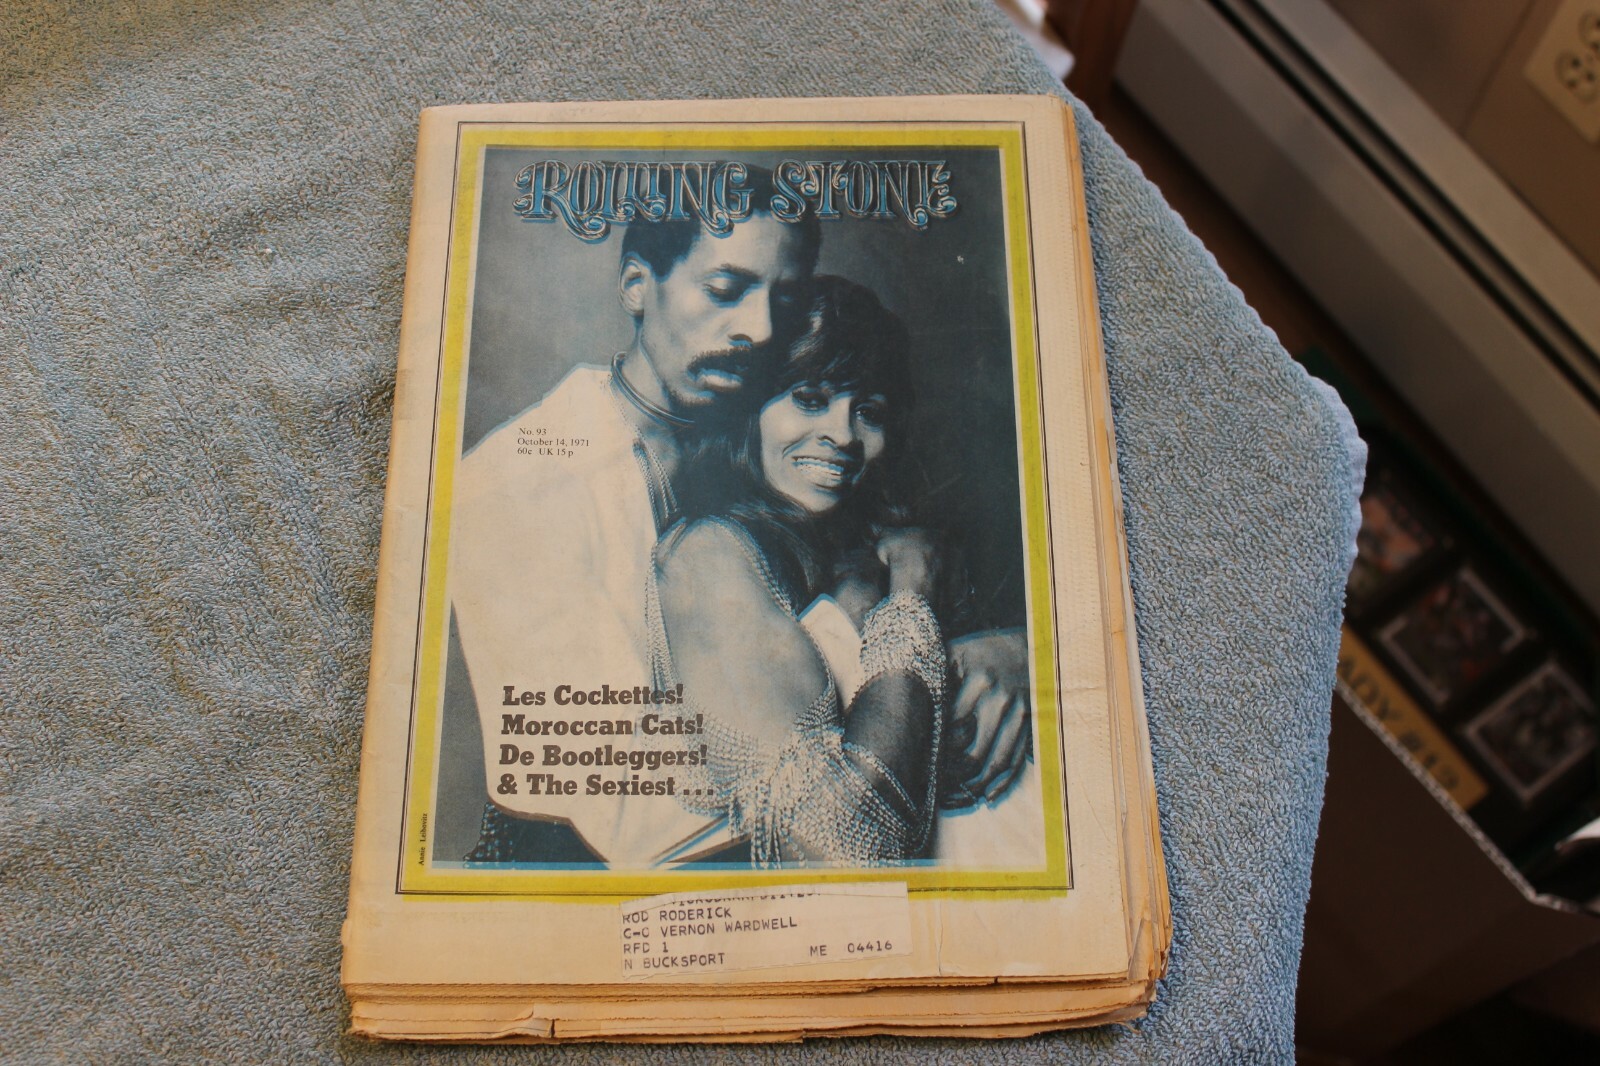 ROLLING STONE
No. 93
October 14, 1971
60c UK 15p
Les Cockettes!
Moroccan Cats!
De Bootleggers!
& The Sexiest . . .
Annie Leibovitz
ROD RODERICK
C-O VERNON WARDWELL
RFD 1
N BUCKSPORT ME 04416